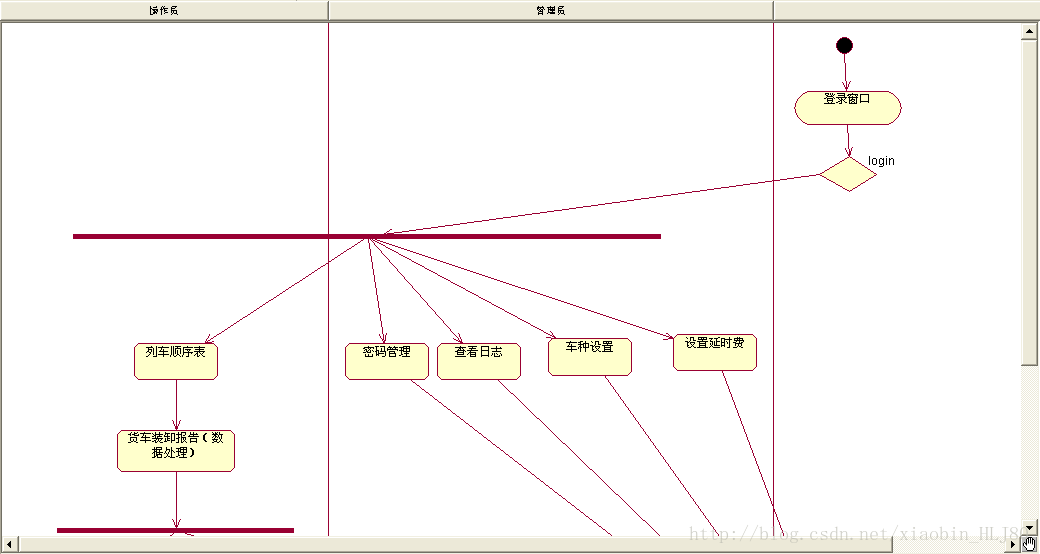 操作员
管理员
登录窗口
login
列车顺序表
密码管理
查看日志
车种设置
设置延时费
货车装卸报告（数
据处理）
http://blog.csdn.net/xiaobin_HLJ80